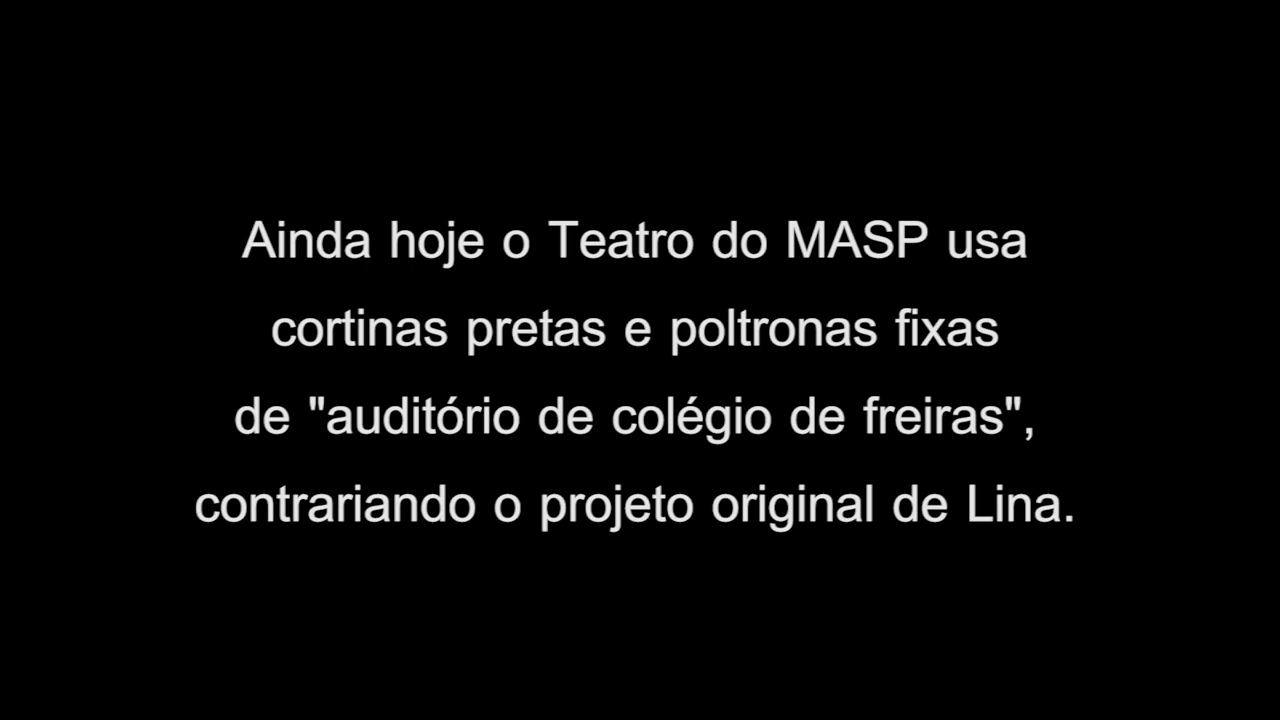 Ainda hoje o Teatro do MASP usa
cortinas pretas e poltronas fixas
de "auditório de colégio de freiras",
contrariando o projeto original de Lina.